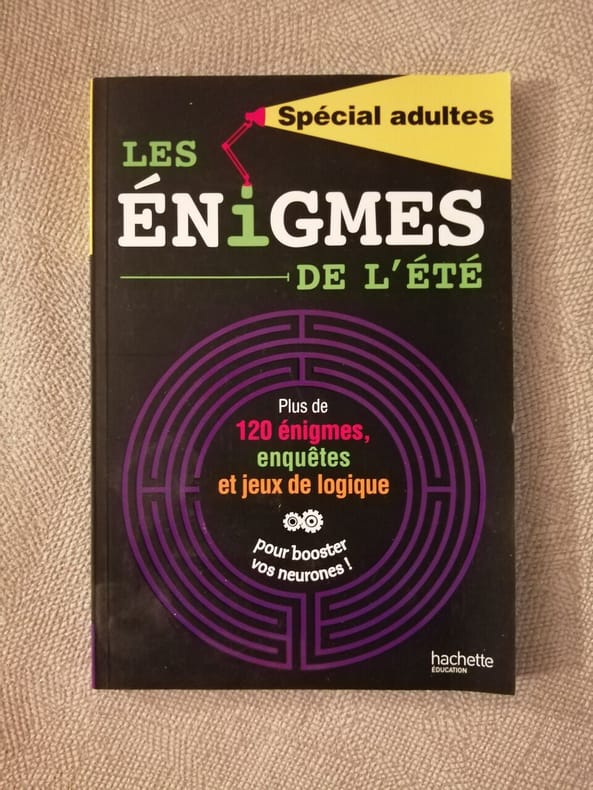 Spécial adultes
LES
ÉNiGMES
DE L'ÉTÉ
Plus de
120 énigmes,
enquêtes
et jeux de logique
pour booster
vos neurones !
hachette
ÉDUCATION